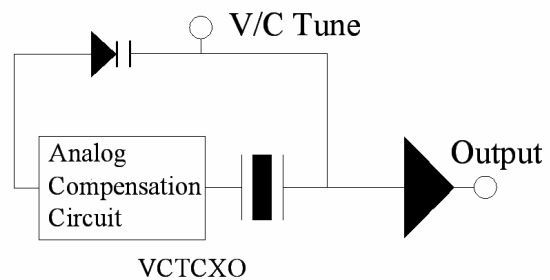 V/C Tune
Analog
Compensation
Circuit
Output
VCTCXO